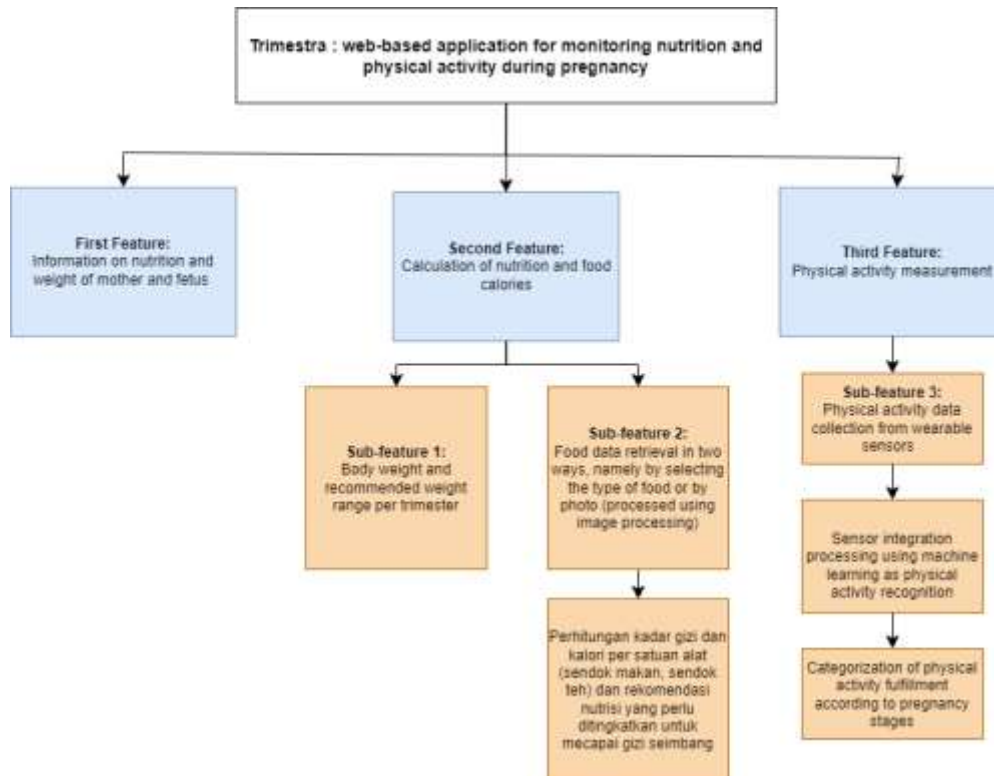 Trimestra : web-based application for monitoring nutrition and
physical activity during pregnancy
First Feature:
Information on nutrition and
weight of mother and fetus
Second Feature:
Calculation of nutrition and food
calories
Third Feature:
Physical activity measurement
Sub-feature 1:
Body weight and
recommended weight
range per trimester
Sub-feature 2:
Food data retrieval in two
ways, namely by selecting
the type of food or by
photo (processed using
image processing)
Perhitungan kadar gizi dan
kalori per satuan alat
(sendok makan, sendok
teh) dan rekomendasi
nutrisi yang perlu
ditingkatkan untuk
mecapai gizi seimbang
Sub-feature 3:
Physical activity data
collection from wearable
sensors
Sensor integration
processing using machine
learning as physical
activity recognition
Categorization of physical
activity fulfillment
according to pregnancy
stages